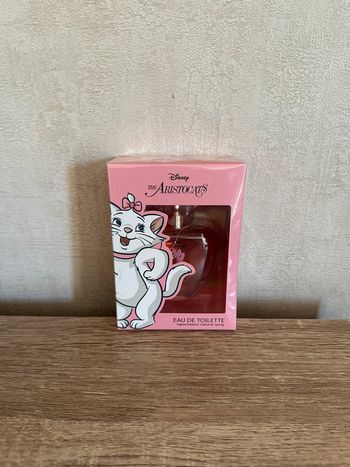 Disney
THE ARISTOCATS
EAU DE TOILETTE
vaporisateur natural spray